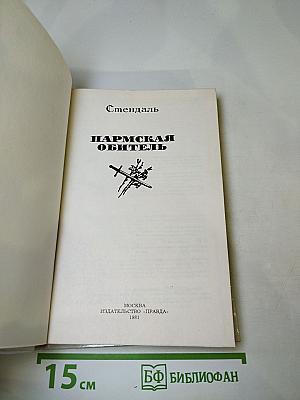 Стендаль
ПАРМСКАЯ
ОБИТЕЛЬ
МОСКВА
ИЗДАТЕЛЬСТВО «ПРАВДА»
1981
15 см
БФ БИБЛИОФАН